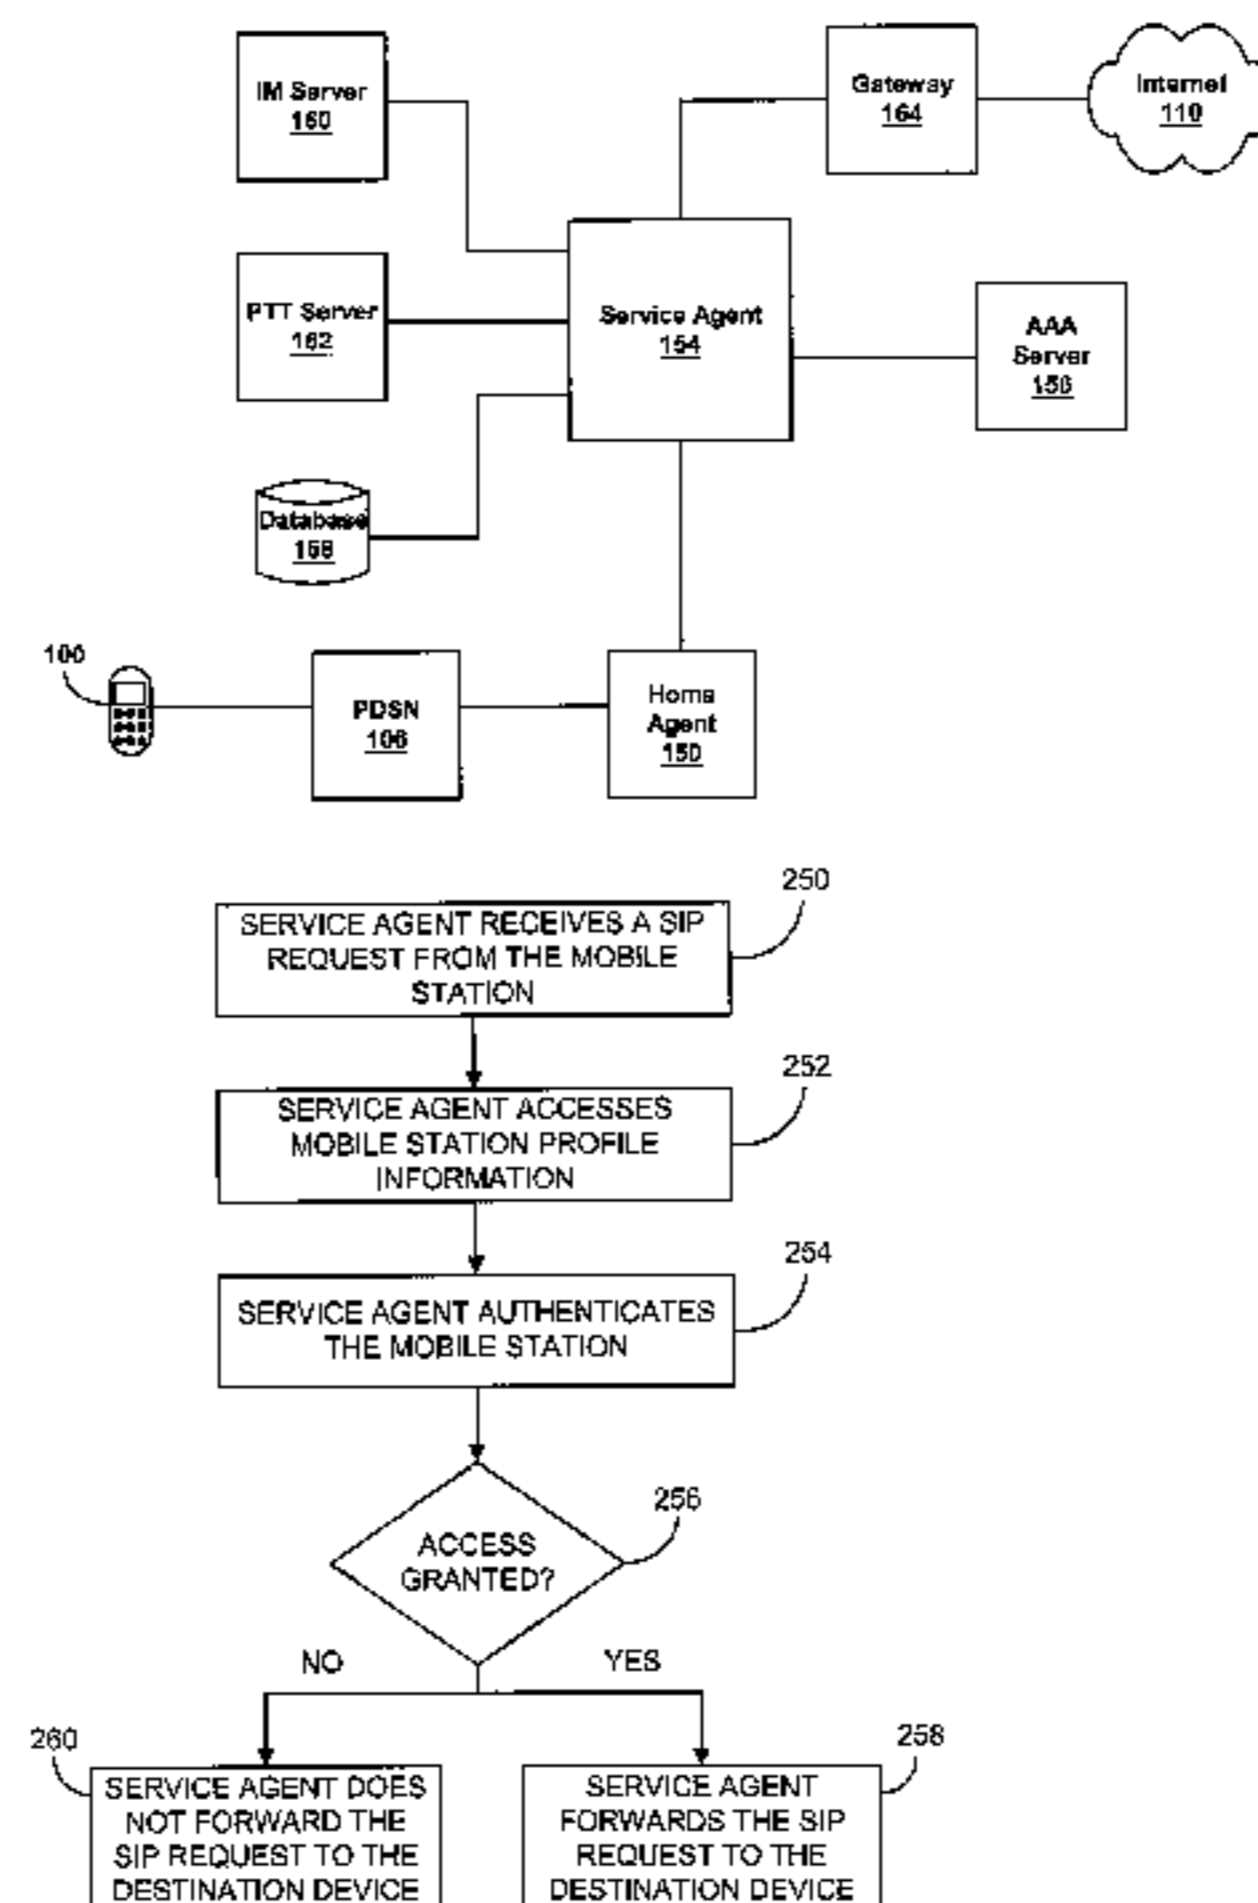 IM Server
160
Gateway
164
Internet
110
PTT Server
162
Service Agent
154
AAA
Server
156
Database
158
100
PDSN
106
Home
Agent
150
250
SERVICE AGENT RECEIVES A SIP
REQUEST FROM THE MOBILE
STATION
252
SERVICE AGENT ACCESSES
MOBILE STATION PROFILE
INFORMATION
254
SERVICE AGENT AUTHENTICATES
THE MOBILE STATION
256
ACCESS
GRANTED?
NO
YES
260
SERVICE AGENT DOES
NOT FORWARD THE
SIP REQUEST TO THE
DESTINATION DEVICE
258
SERVICE AGENT
FORWARDS THE SIP
REQUEST TO THE
DESTINATION DEVICE